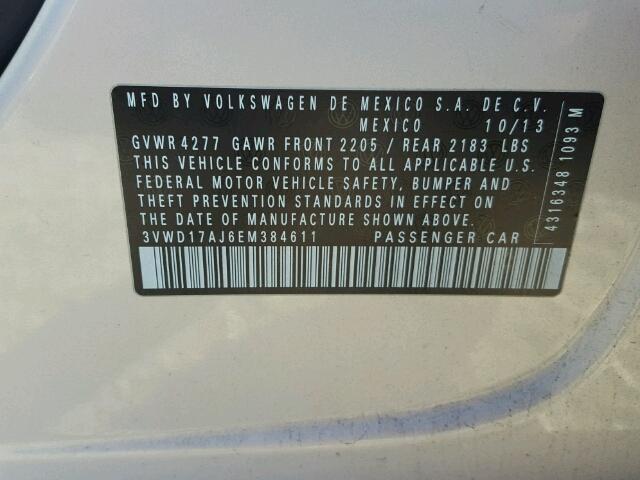 MFD BY VOLKSWAGEN DE MEXICO S.A. DE C.V.
MEXICO 10/13
GVWR 4277 GAWR FRONT 2205 / REAR 2183 LBS
THIS VEHICLE CONFORMS TO ALL APPLICABLE U.S.
FEDERAL MOTOR VEHICLE SAFETY, BUMPER AND
THEFT PREVENTION STANDARDS IN EFFECT ON
THE DATE OF MANUFACTURE SHOWN ABOVE.
3VWD17AJ6EM384611 PASSENGER CAR
4316348 1093 M